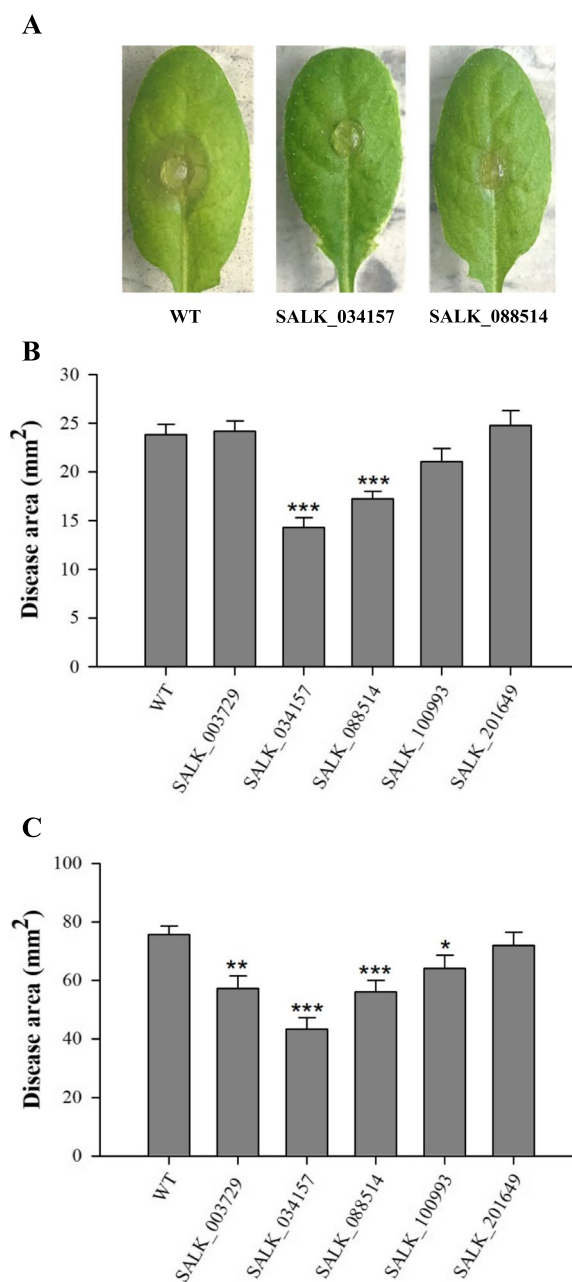 A
WT SALK_034157 SALK_088514
B
Disease area (mm²)
30
25
20
15
10
5
0
*** ***
WT SALK_003729 SALK_034157 SALK_088514 SALK_100993 SALK_201649
C
Disease area (mm²)
100
80
60
40
20
0
** *** *** *
WT SALK_003729 SALK_034157 SALK_088514 SALK_100993 SALK_201649